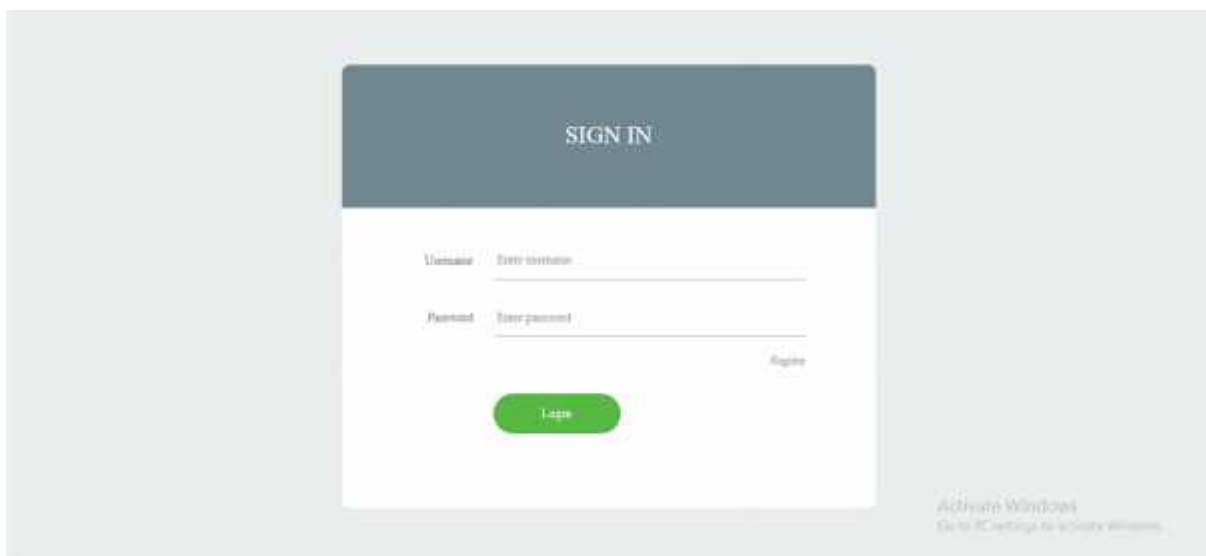 SIGN IN
Username Enter username
Password Enter password
Register
Login
Activate Windows
Go to PC settings to activate Windows.